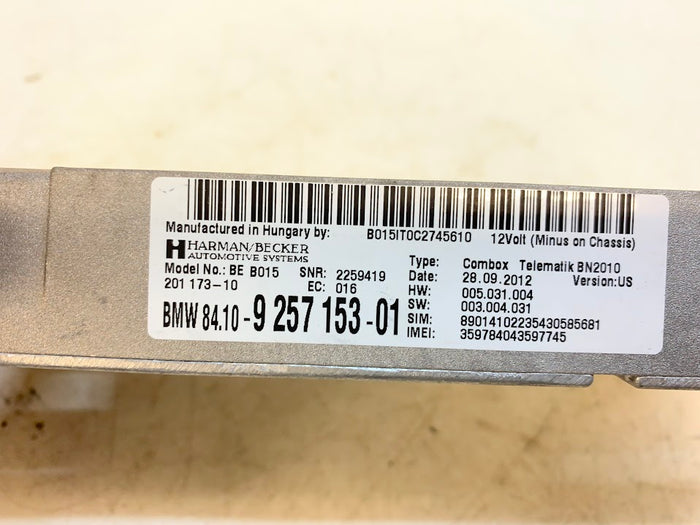 Manufactured in Hungary by: B015IT0C2745610 12Volt (Minus on Chassis)
HARMAN/BECKER
AUTOMOTIVE SYSTEMS
Model No.: BE B015 SNR: 2259419
201 173-10 EC: 016
BMW 84.10-9 257 153-01
Type: Combox Telematik BN2010
Date: 28.09.2012 Version: US
HW: 005.031.004
SW: 003.004.031
SIM: 89014102235430585681
IMEI: 359784043597745